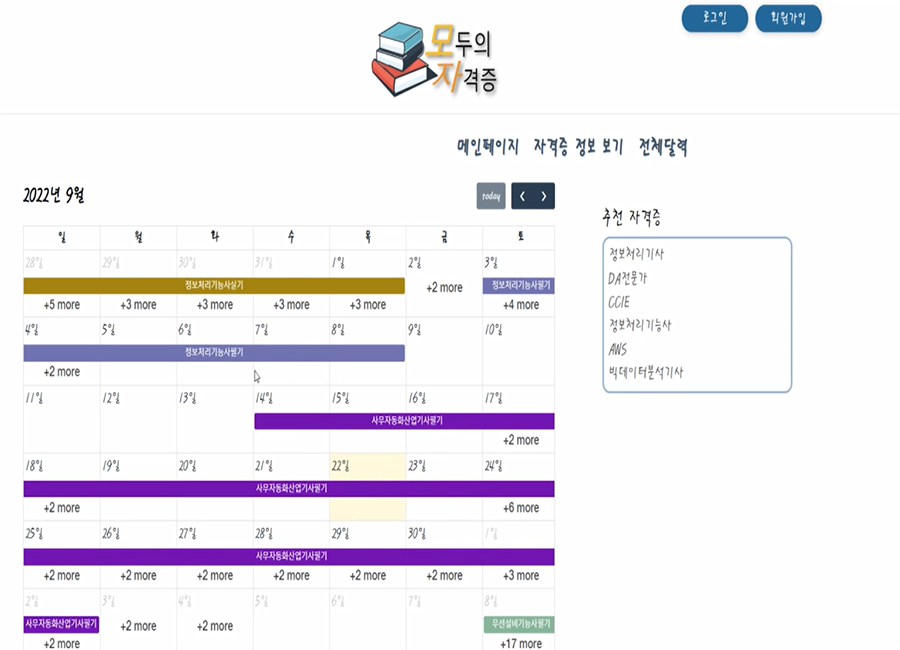 로그인 회원가입
모두의
자격증
메인페이지 자격증 정보 보기 전체달력
2022년 9월 today
추천 자격증
일 월 화 수 목 금 토
28일 29일 30일 31일 1일 2일 3일
정보처리기능사실기 +2 more 정보처리기능사필기
+5 more +3 more +3 more +3 more +3 more +4 more
4일 5일 6일 7일 8일 9일 10일
정보처리기능사필기
+2 more
11일 12일 13일 14일 15일 16일 17일
사무자동화산업기사필기
+2 more
18일 19일 20일 21일 22일 23일 24일
사무자동화산업기사필기
+2 more +6 more
25일 26일 27일 28일 29일 30일 1일
사무자동화산업기사필기
+2 more +2 more +2 more +2 more +2 more +2 more +3 more
2일 3일 4일 5일 6일 7일 8일
사무자동화산업기사필기 +2 more +2 more 무선설비기능사필기
+2 more +17 more
정보처리기사
DA전문가
CCIE
정보처리기능사
AWS
빅데이터분석기사